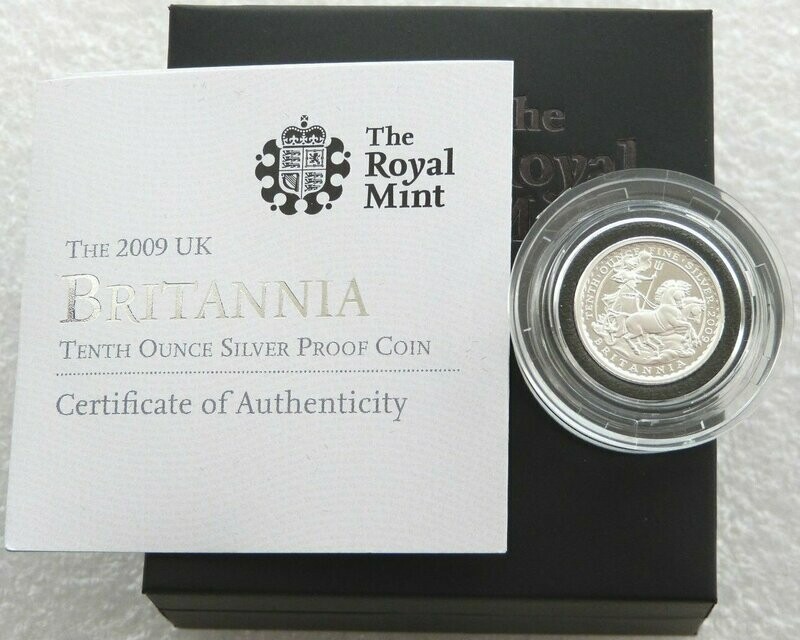 The
Royal
Mint
THE 2009 UK
BRITANNIA
TENTH OUNCE SILVER PROOF COIN
Certificate of Authenticity
The
Royal
TENTH · OUNCE · FINE · SILVER · 2009
BRITANNIA